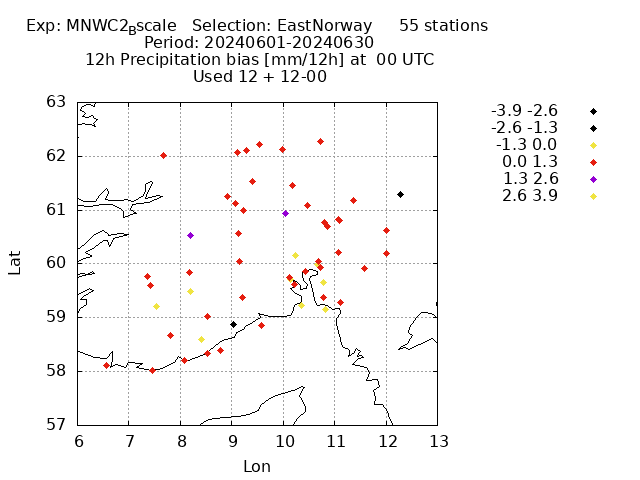 Exp: MNWC2_Bscale   Selection: EastNorway      55 stations
Period: 20240601-20240630
12h Precipitation bias [mm/12h] at  00 UTC
Used 12 + 12-00
-3.9 -2.6
-2.6 -1.3
-1.3 0.0
0.0 1.3
1.3 2.6
2.6 3.9
63
62
61
60
59
58
57
Lat
6 7 8 9 10 11 12 13
Lon